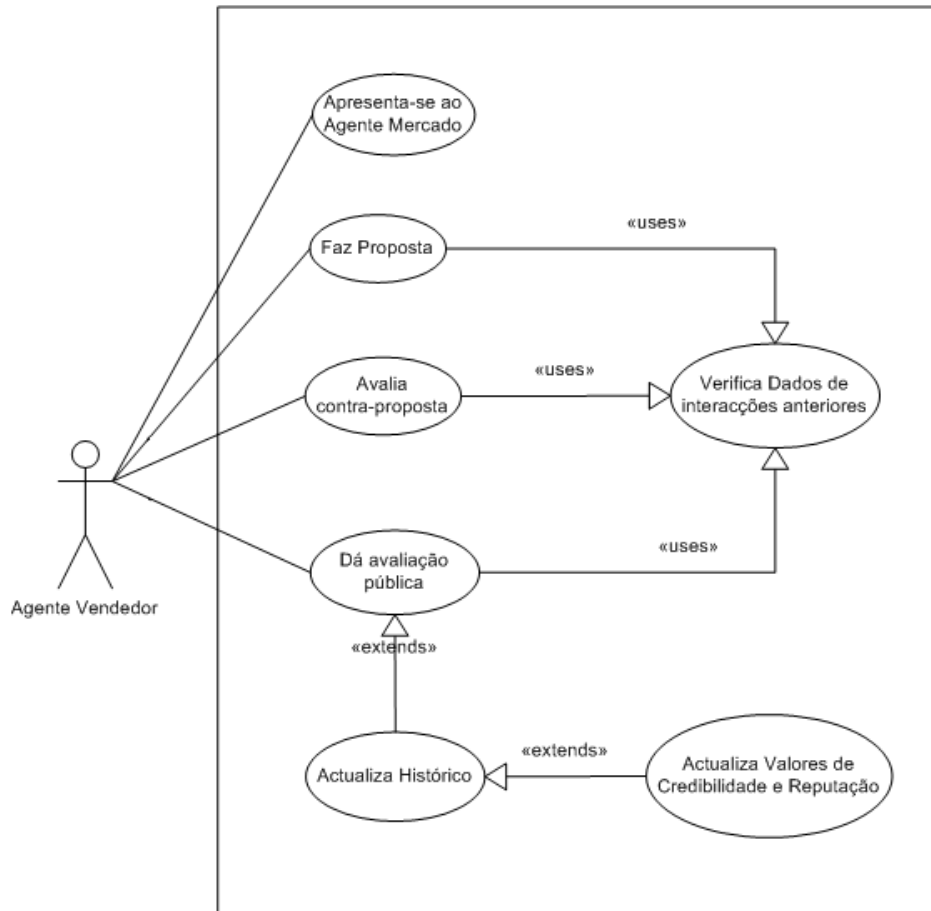 Apresenta-se ao
Agente Mercado
«uses»
Faz Proposta
«uses»
Avalia
contra-proposta
Verifica Dados de
interacções anteriores
«uses»
Dá avaliação
pública
Agente Vendedor
«extends»
«extends»
Actualiza Histórico
Actualiza Valores de
Credibilidade e Reputação